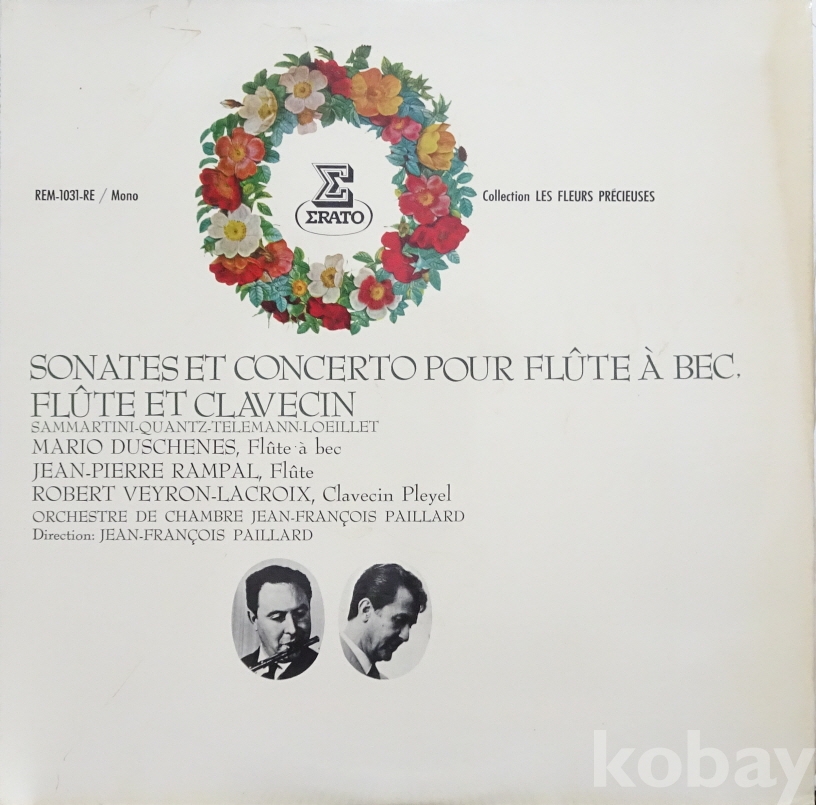 REM-1031-RE / Mono
ΣRATO
Collection LES FLEURS PRÉCIEUSES
SONATES ET CONCERTO POUR FLÛTE À BEC,
FLÛTE ET CLAVECIN
SAMMARTINI-QUANTZ-TELEMANN-LOEILLET
MARIO DUSCHENES, Flûte à bec
JEAN-PIERRE RAMPAL, Flûte
ROBERT VEYRON-LACROIX, Clavecin Pleyel
ORCHESTRE DE CHAMBRE JEAN-FRANÇOIS PAILLARD
Direction: JEAN-FRANÇOIS PAILLARD
kobay